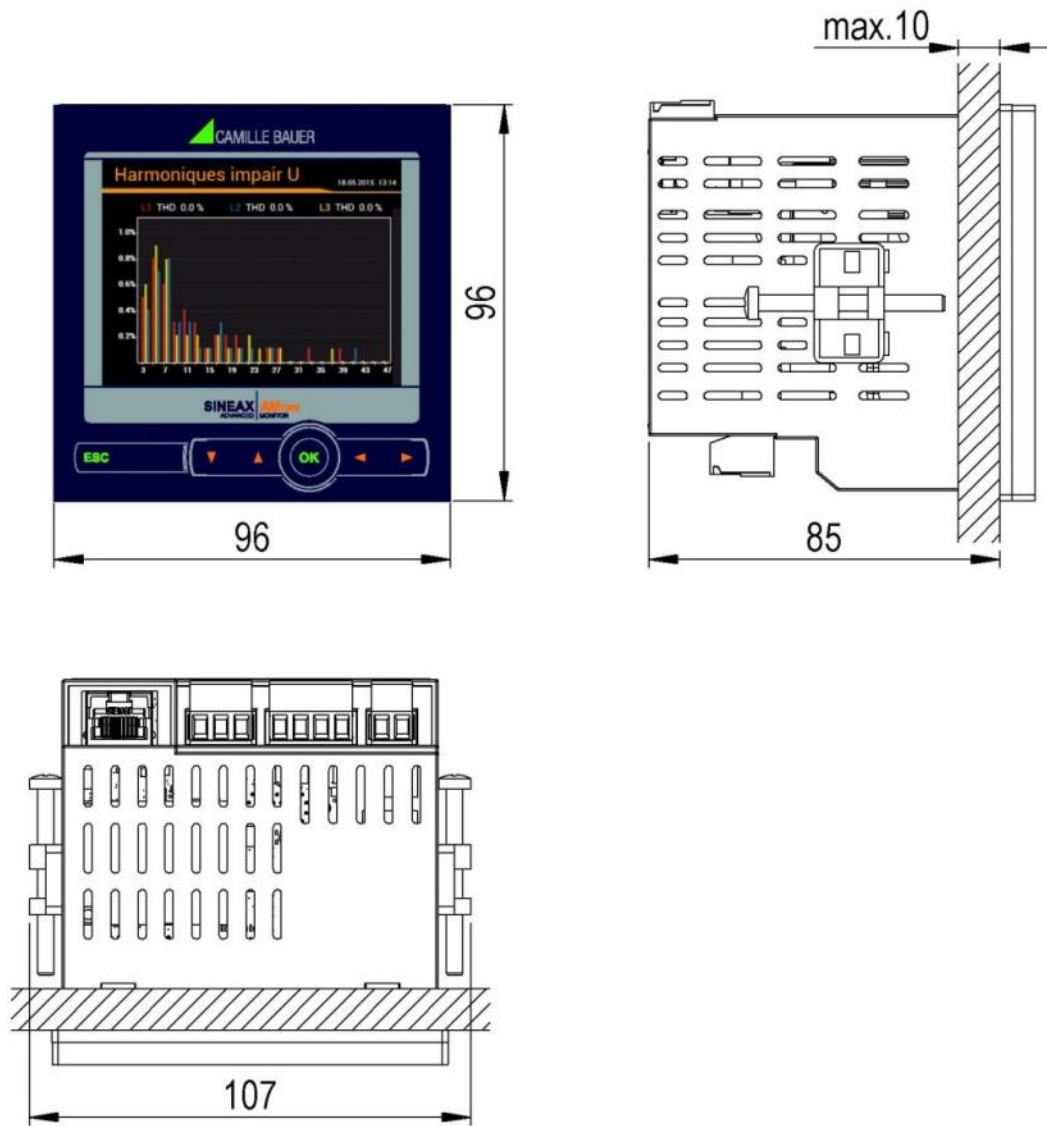 max.10
CAMILLE BAUER
Harmoniques impair U
18.05.2015 13:14
L1 THD 0.0 %
L2 THD 0.0 %
L3 THD 0.0 %
1.0%
0.8%
0.6%
0.4%
0.2%
3 7 11 15 19 23 27 31 35 39 43 47
SINEAX
ADVANCED MONITOR
ESC
OK
96
96
85
107